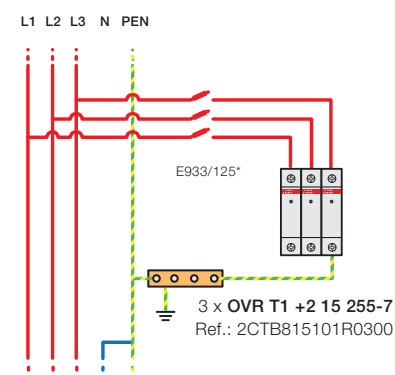 L1 L2 L3 N PEN
E933/125*
3 x OVR T1 +2 15 255-7
Ref.: 2CTB815101R0300